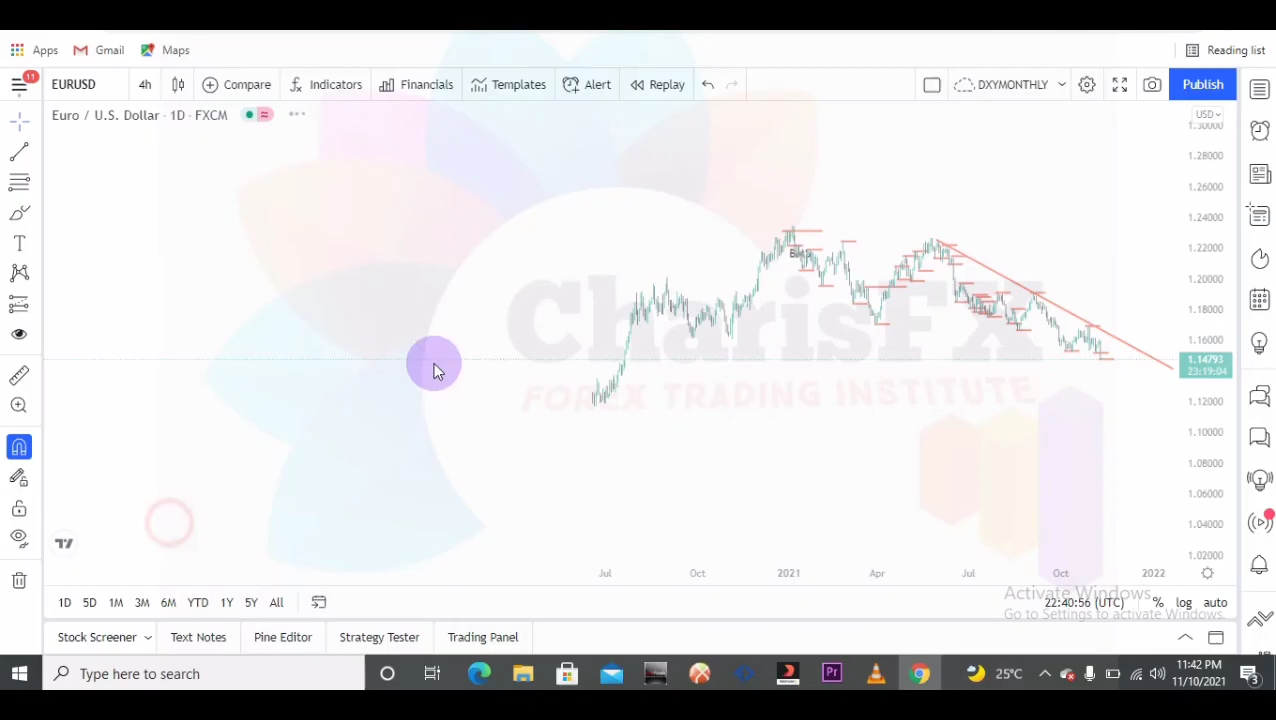 Apps Gmail Maps Reading list
11
EURUSD 4h Compare Indicators Financials Templates Alert Replay DXYMONTHLY Publish
Euro / U.S. Dollar · 1D · FXCM
USD
1.30000
1.28000
1.26000
1.24000
1.22000
1.20000
1.18000
1.16000
1.14793
23:19:04
1.12000
1.10000
1.08000
1.06000
1.04000
1.02000
CharisFX
FOREX TRADING INSTITUTE
Jul Oct 2021 Apr Jul Oct 2022
Activate Windows
Go to Settings to activate Windows.
1D 5D 1M 3M 6M YTD 1Y 5Y All 22:40:56 (UTC) % log auto
Stock Screener Text Notes Pine Editor Strategy Tester Trading Panel
Type here to search
Pr
25°C
11:42 PM
11/10/2021
3